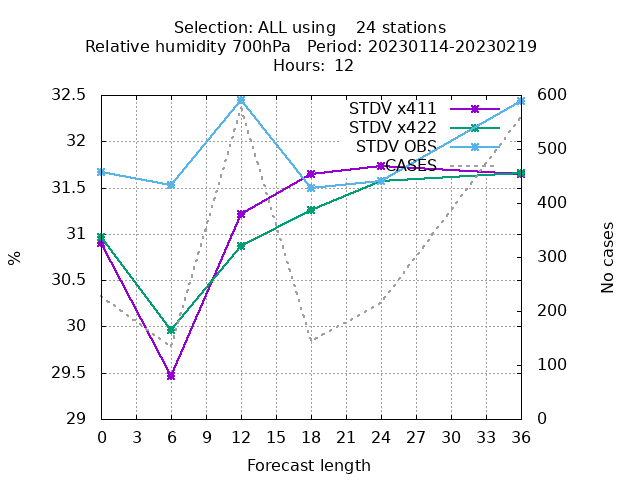 Selection: ALL using    24 stations
Relative humidity 700hPa   Period: 20230114-20230219
Hours:  12
STDV x411
STDV x422
STDV OBS
CASES
32.5
32
31.5
31
30.5
30
29.5
29
%
600
500
400
300
200
100
0
No cases
0 3 6 9 12 15 18 21 24 27 30 33 36
Forecast length